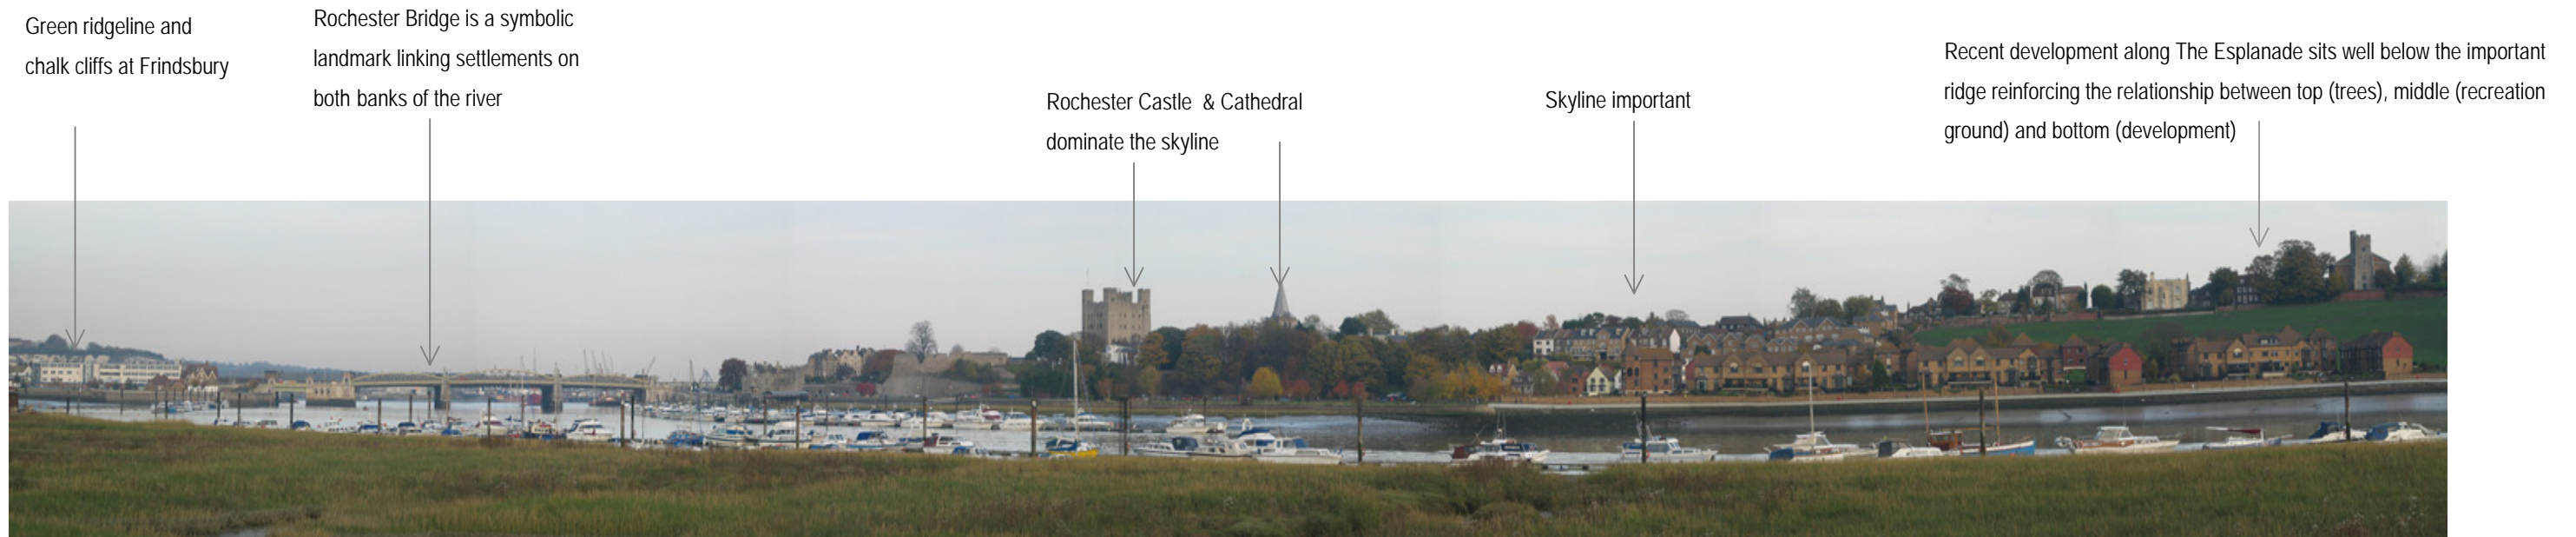 Green ridgeline and
chalk cliffs at Frindsbury
Rochester Bridge is a symbolic
landmark linking settlements on
both banks of the river
Rochester Castle & Cathedral
dominate the skyline
Skyline important
Recent development along The Esplanade sits well below the important
ridge reinforcing the relationship between top (trees), middle (recreation
ground) and bottom (development)